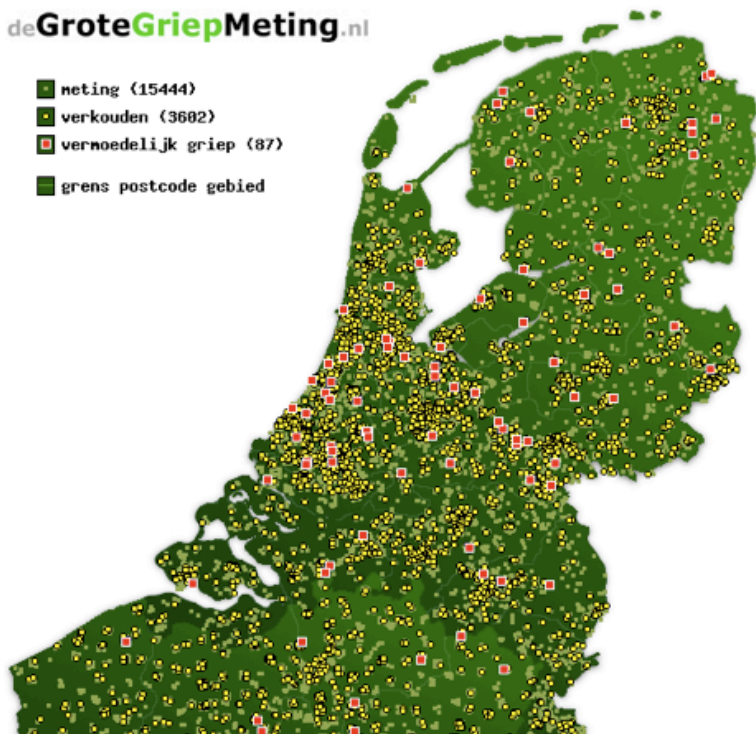 deGroteGriepMeting.nl
meting (15444)
verkouden (3602)
vermoedelijk griep (87)
grens postcode gebied